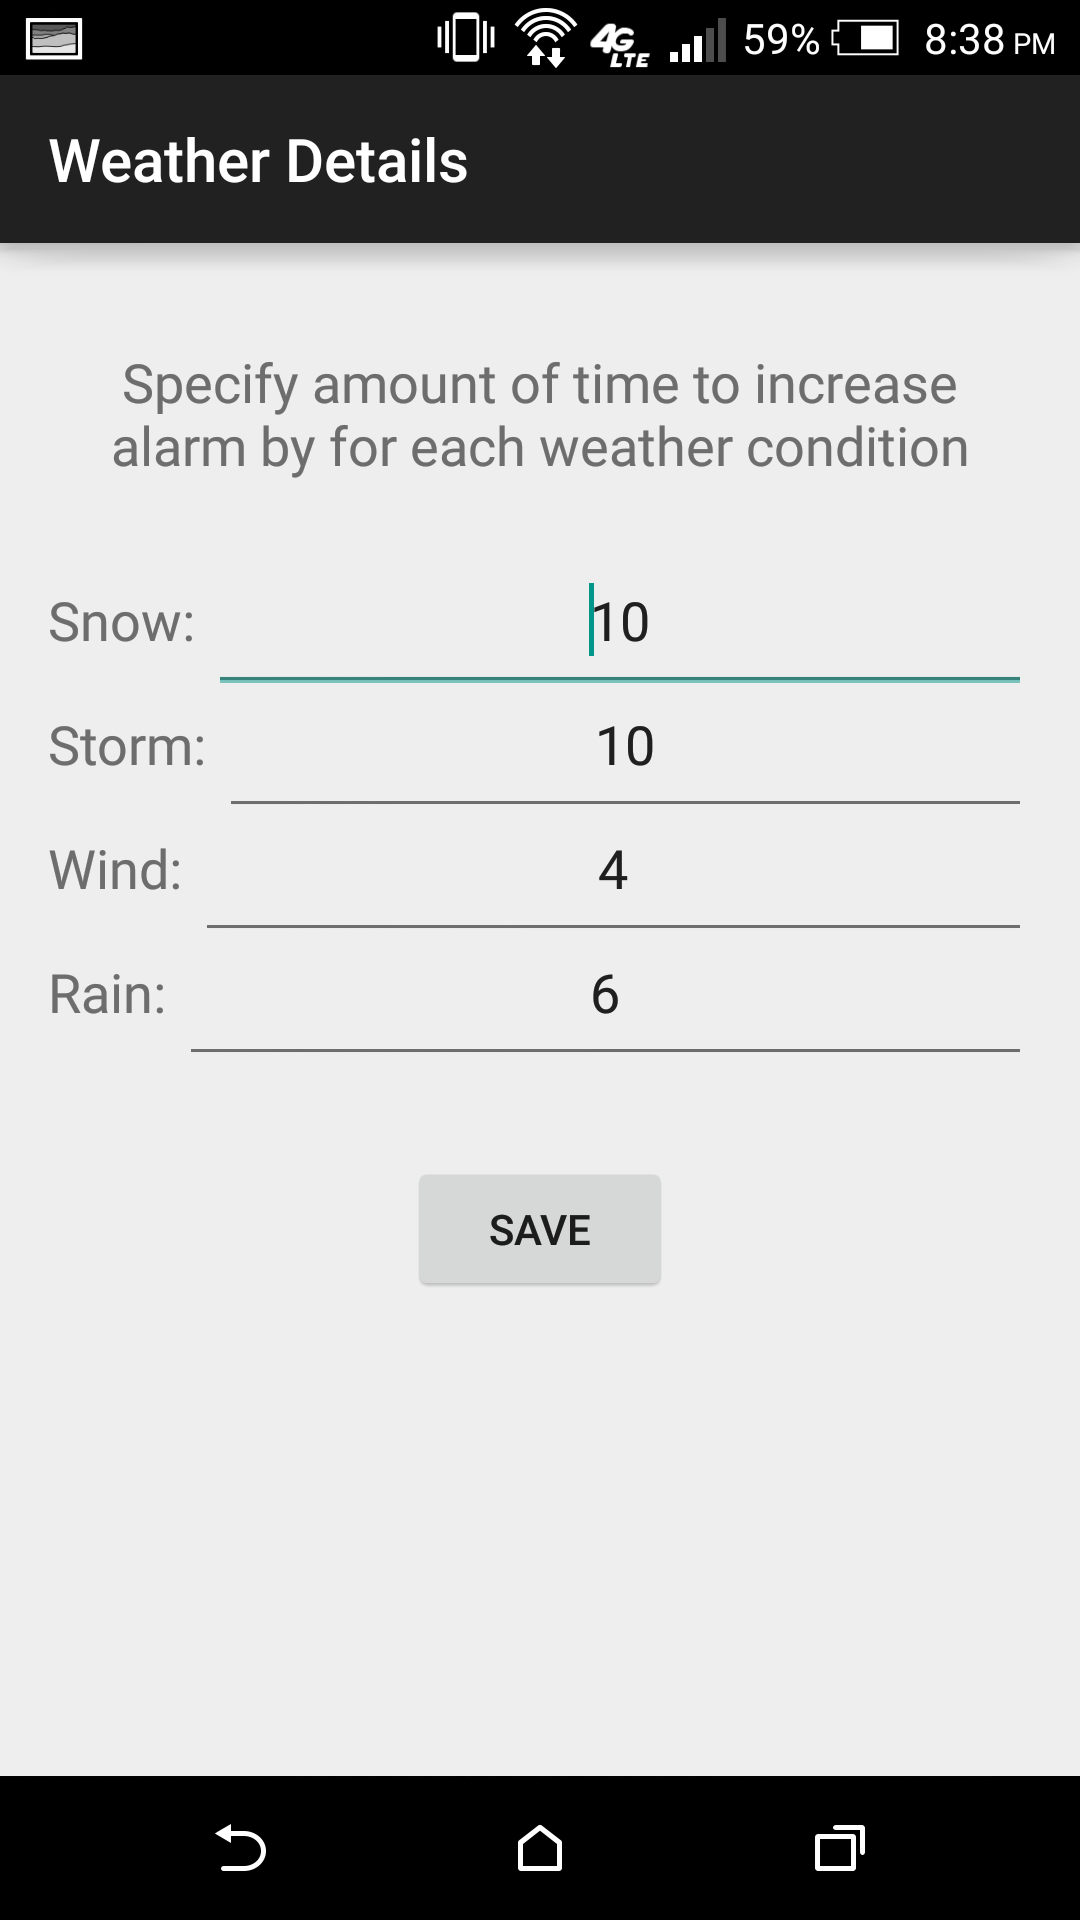 4G LTE 59% 8:38 PM
Weather Details
Specify amount of time to increase
alarm by for each weather condition
Snow: 10
Storm: 10
Wind: 4
Rain: 6
SAVE